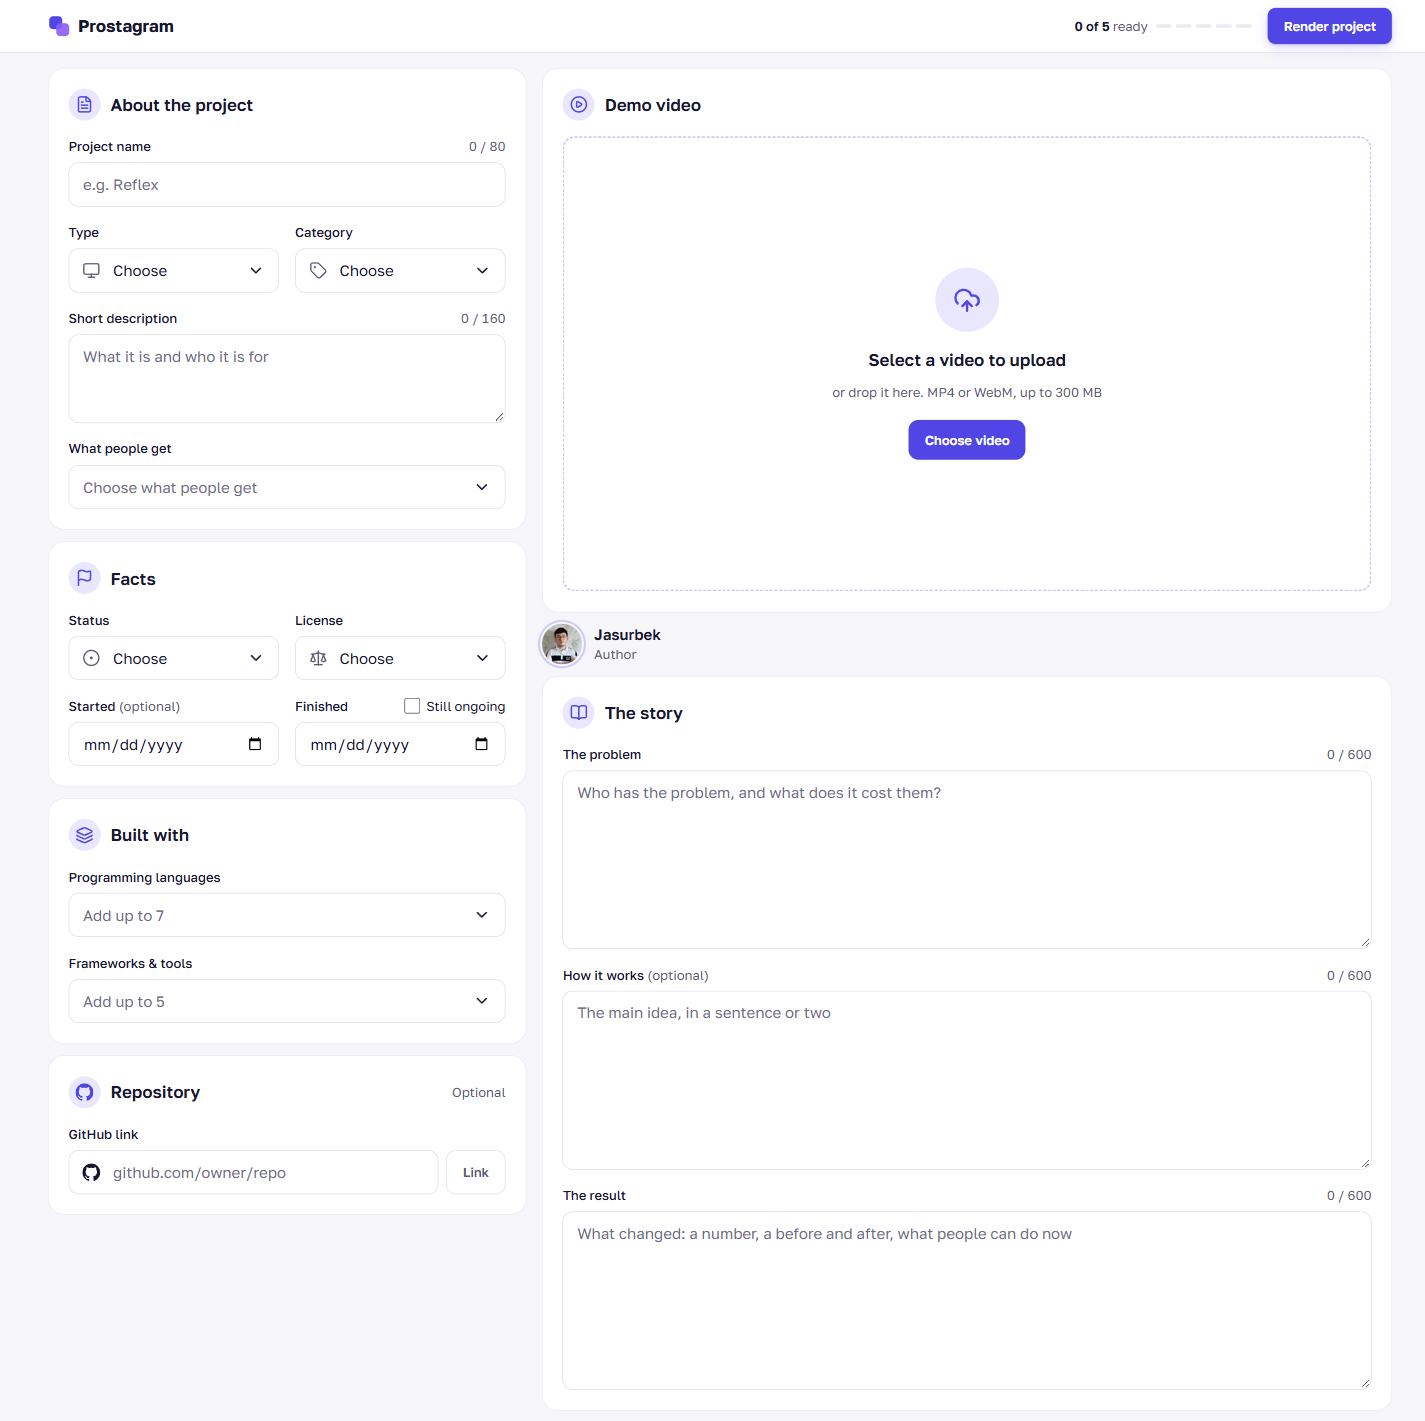 Prostagram
0 of 5 ready
Render project
About the project
Project name
0 / 80
e.g. Reflex
Type
Category
Choose
Choose
Short description
0 / 160
What it is and who it is for
What people get
Choose what people get
Facts
Status
License
Choose
Choose
Started (optional)
Finished
Still ongoing
mm/dd/yyyy
mm/dd/yyyy
Built with
Programming languages
Add up to 7
Frameworks & tools
Add up to 5
Repository
Optional
GitHub link
github.com/owner/repo
Link
Demo video
Select a video to upload
or drop it here. MP4 or WebM, up to 300 MB
Choose video
Jasurbek
Author
The story
The problem
0 / 600
Who has the problem, and what does it cost them?
How it works (optional)
0 / 600
The main idea, in a sentence or two
The result
0 / 600
What changed: a number, a before and after, what people can do now